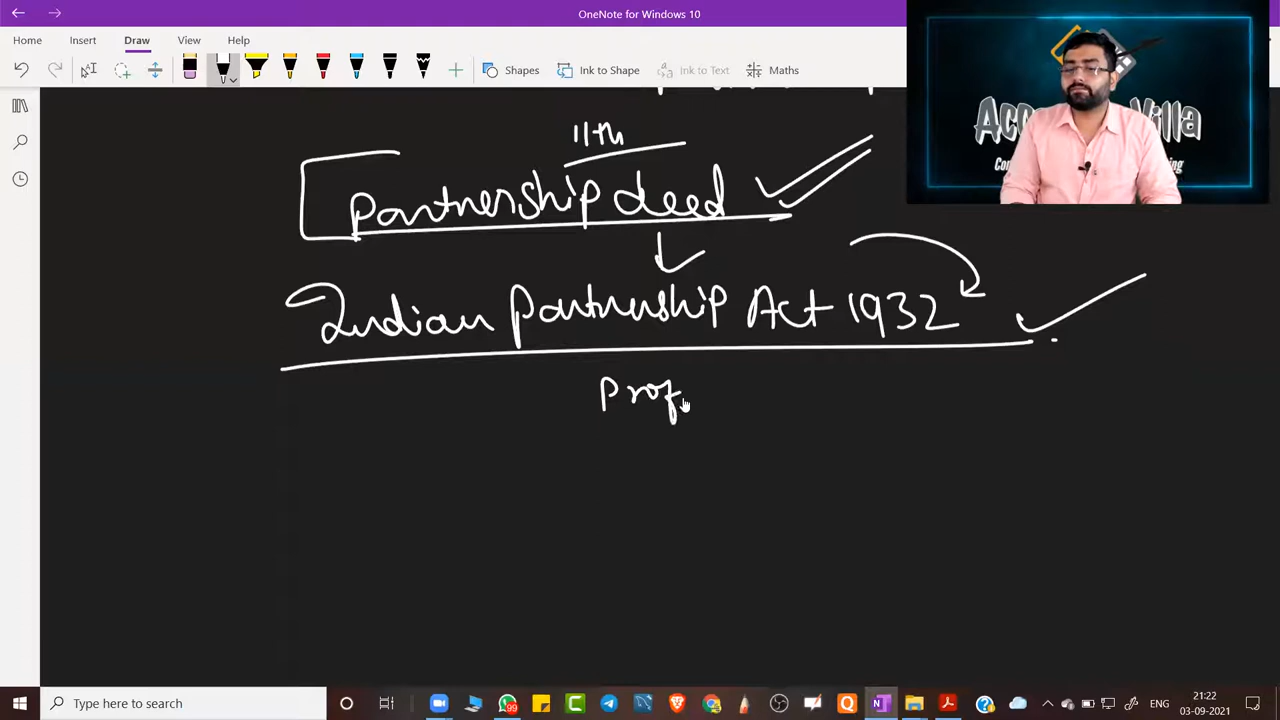 OneNote for Windows 10
Home Insert Draw View Help
Shapes Ink to Shape Ink to Text Maths
11th
Partnership deed
Indian Partnership Act 1932
Prof
Type here to search
99
ENG
21:22
03-09-2021